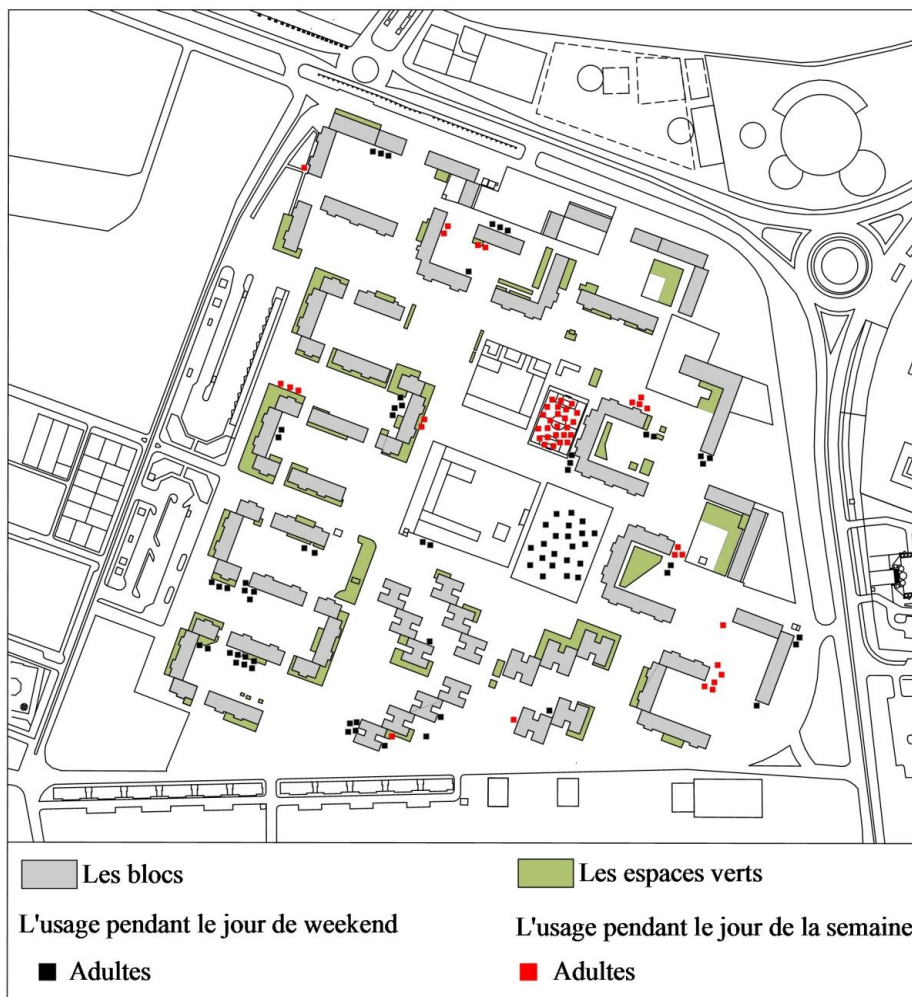 Les blocs
Les espaces verts
L'usage pendant le jour de weekend
L'usage pendant le jour de la semaine
Adultes
Adultes